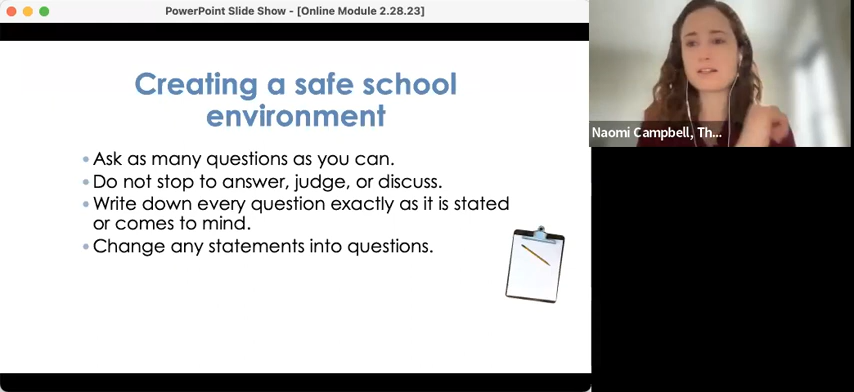 PowerPoint Slide Show - [Online Module 2.28.23]
Creating a safe school
environment
• Ask as many questions as you can.
• Do not stop to answer, judge, or discuss.
• Write down every question exactly as it is stated
or comes to mind.
• Change any statements into questions.
Naomi Campbell, Th...